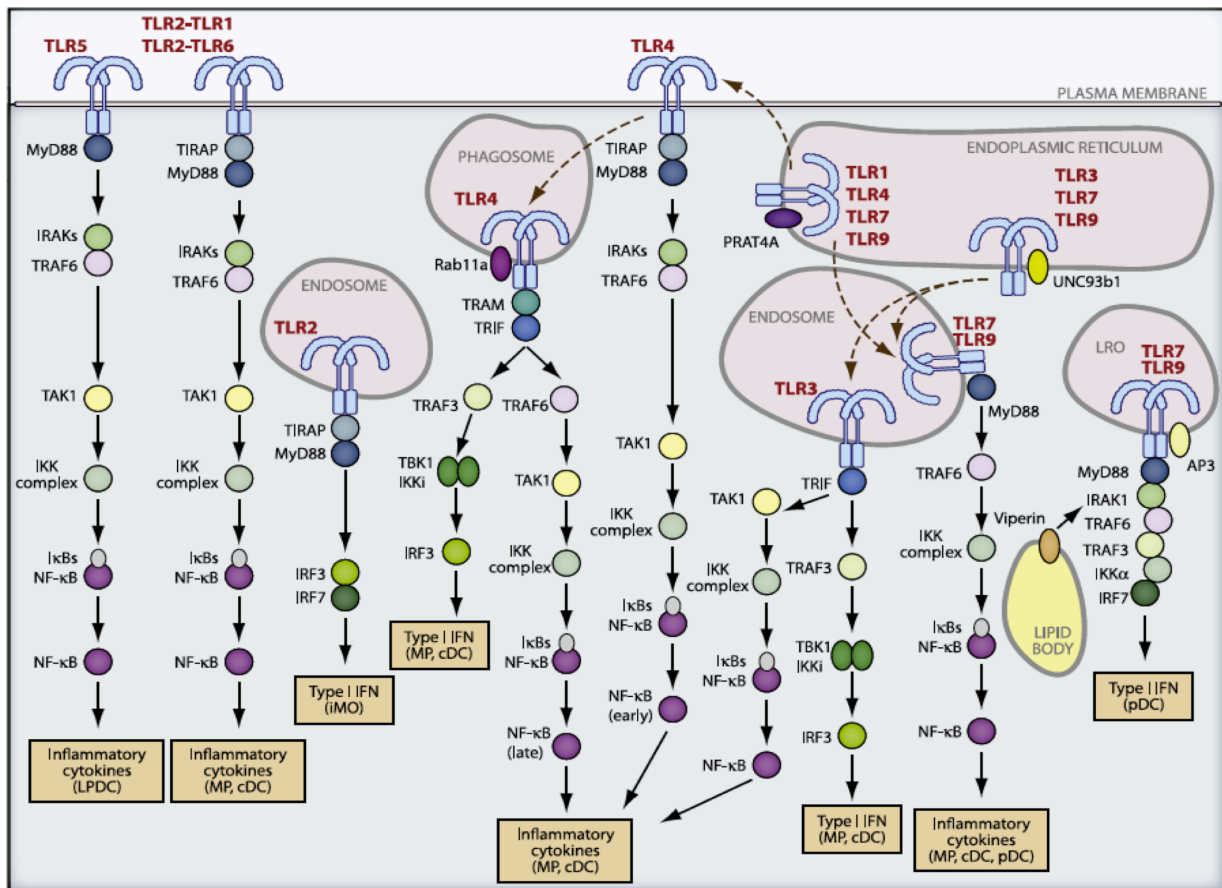 TLR5
TLR2-TLR1
TLR2-TLR6
TLR4
PLASMA MEMBRANE
MyD88
IRAKs
TRAF6
TAK1
IKK
complex
IκBs
NF-κB
NF-κB
Inflammatory
cytokines
(LPDC)
TIRAP
MyD88
IRAKs
TRAF6
TAK1
IKK
complex
IκBs
NF-κB
NF-κB
Inflammatory
cytokines
(MP, cDC)
ENDOSOME
TLR2
TIRAP
MyD88
IRF3
IRF7
Type I IFN
(iMO)
PHAGOSOME
TLR4
Rab11a
TRAM
TRIF
TRAF3
TBK1
IKKi
IRF3
Type I IFN
(MP, cDC)
TRAF6
TAK1
IKK
complex
IκBs
NF-κB
NF-κB
(late)
TIRAP
MyD88
IRAKs
TRAF6
TAK1
IKK
complex
IκBs
NF-κB
NF-κB
(early)
Inflammatory
cytokines
(MP, cDC)
ENDOPLASMIC RETICULUM
TLR1
TLR4
TLR7
TLR9
PRAT4A
TLR3
TLR7
TLR9
UNC93b1
ENDOSOME
TLR3
TRIF
TAK1
IKK
complex
IκBs
NF-κB
NF-κB
TRAF3
TBK1
IKKi
IRF3
Type I IFN
(MP, cDC)
TLR7
TLR9
MyD88
TRAF6
IKK
complex
IκBs
NF-κB
NF-κB
Inflammatory
cytokines
(MP, cDC, pDC)
LRO
TLR7
TLR9
AP3
MyD88
IRAK1
TRAF6
TRAF3
IKKα
IRF7
Viperin
LIPID
BODY
Type I IFN
(pDC)